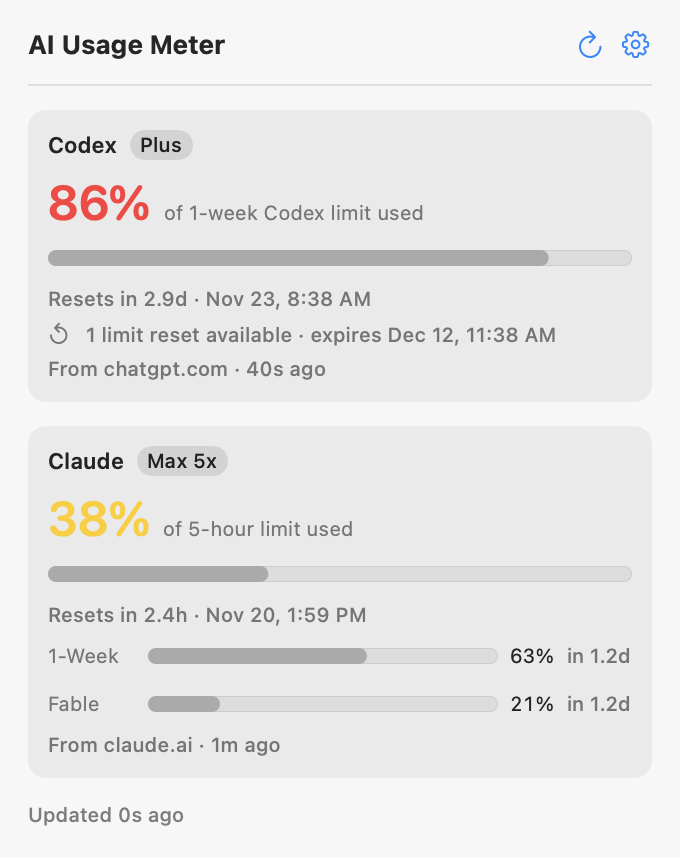 AI Usage Meter
Codex Plus
86% of 1-week Codex limit used
Resets in 2.9d · Nov 23, 8:38 AM
1 limit reset available · expires Dec 12, 11:38 AM
From chatgpt.com · 40s ago
Claude Max 5x
38% of 5-hour limit used
Resets in 2.4h · Nov 20, 1:59 PM
1-Week 63% in 1.2d
Fable 21% in 1.2d
From claude.ai · 1m ago
Updated 0s ago